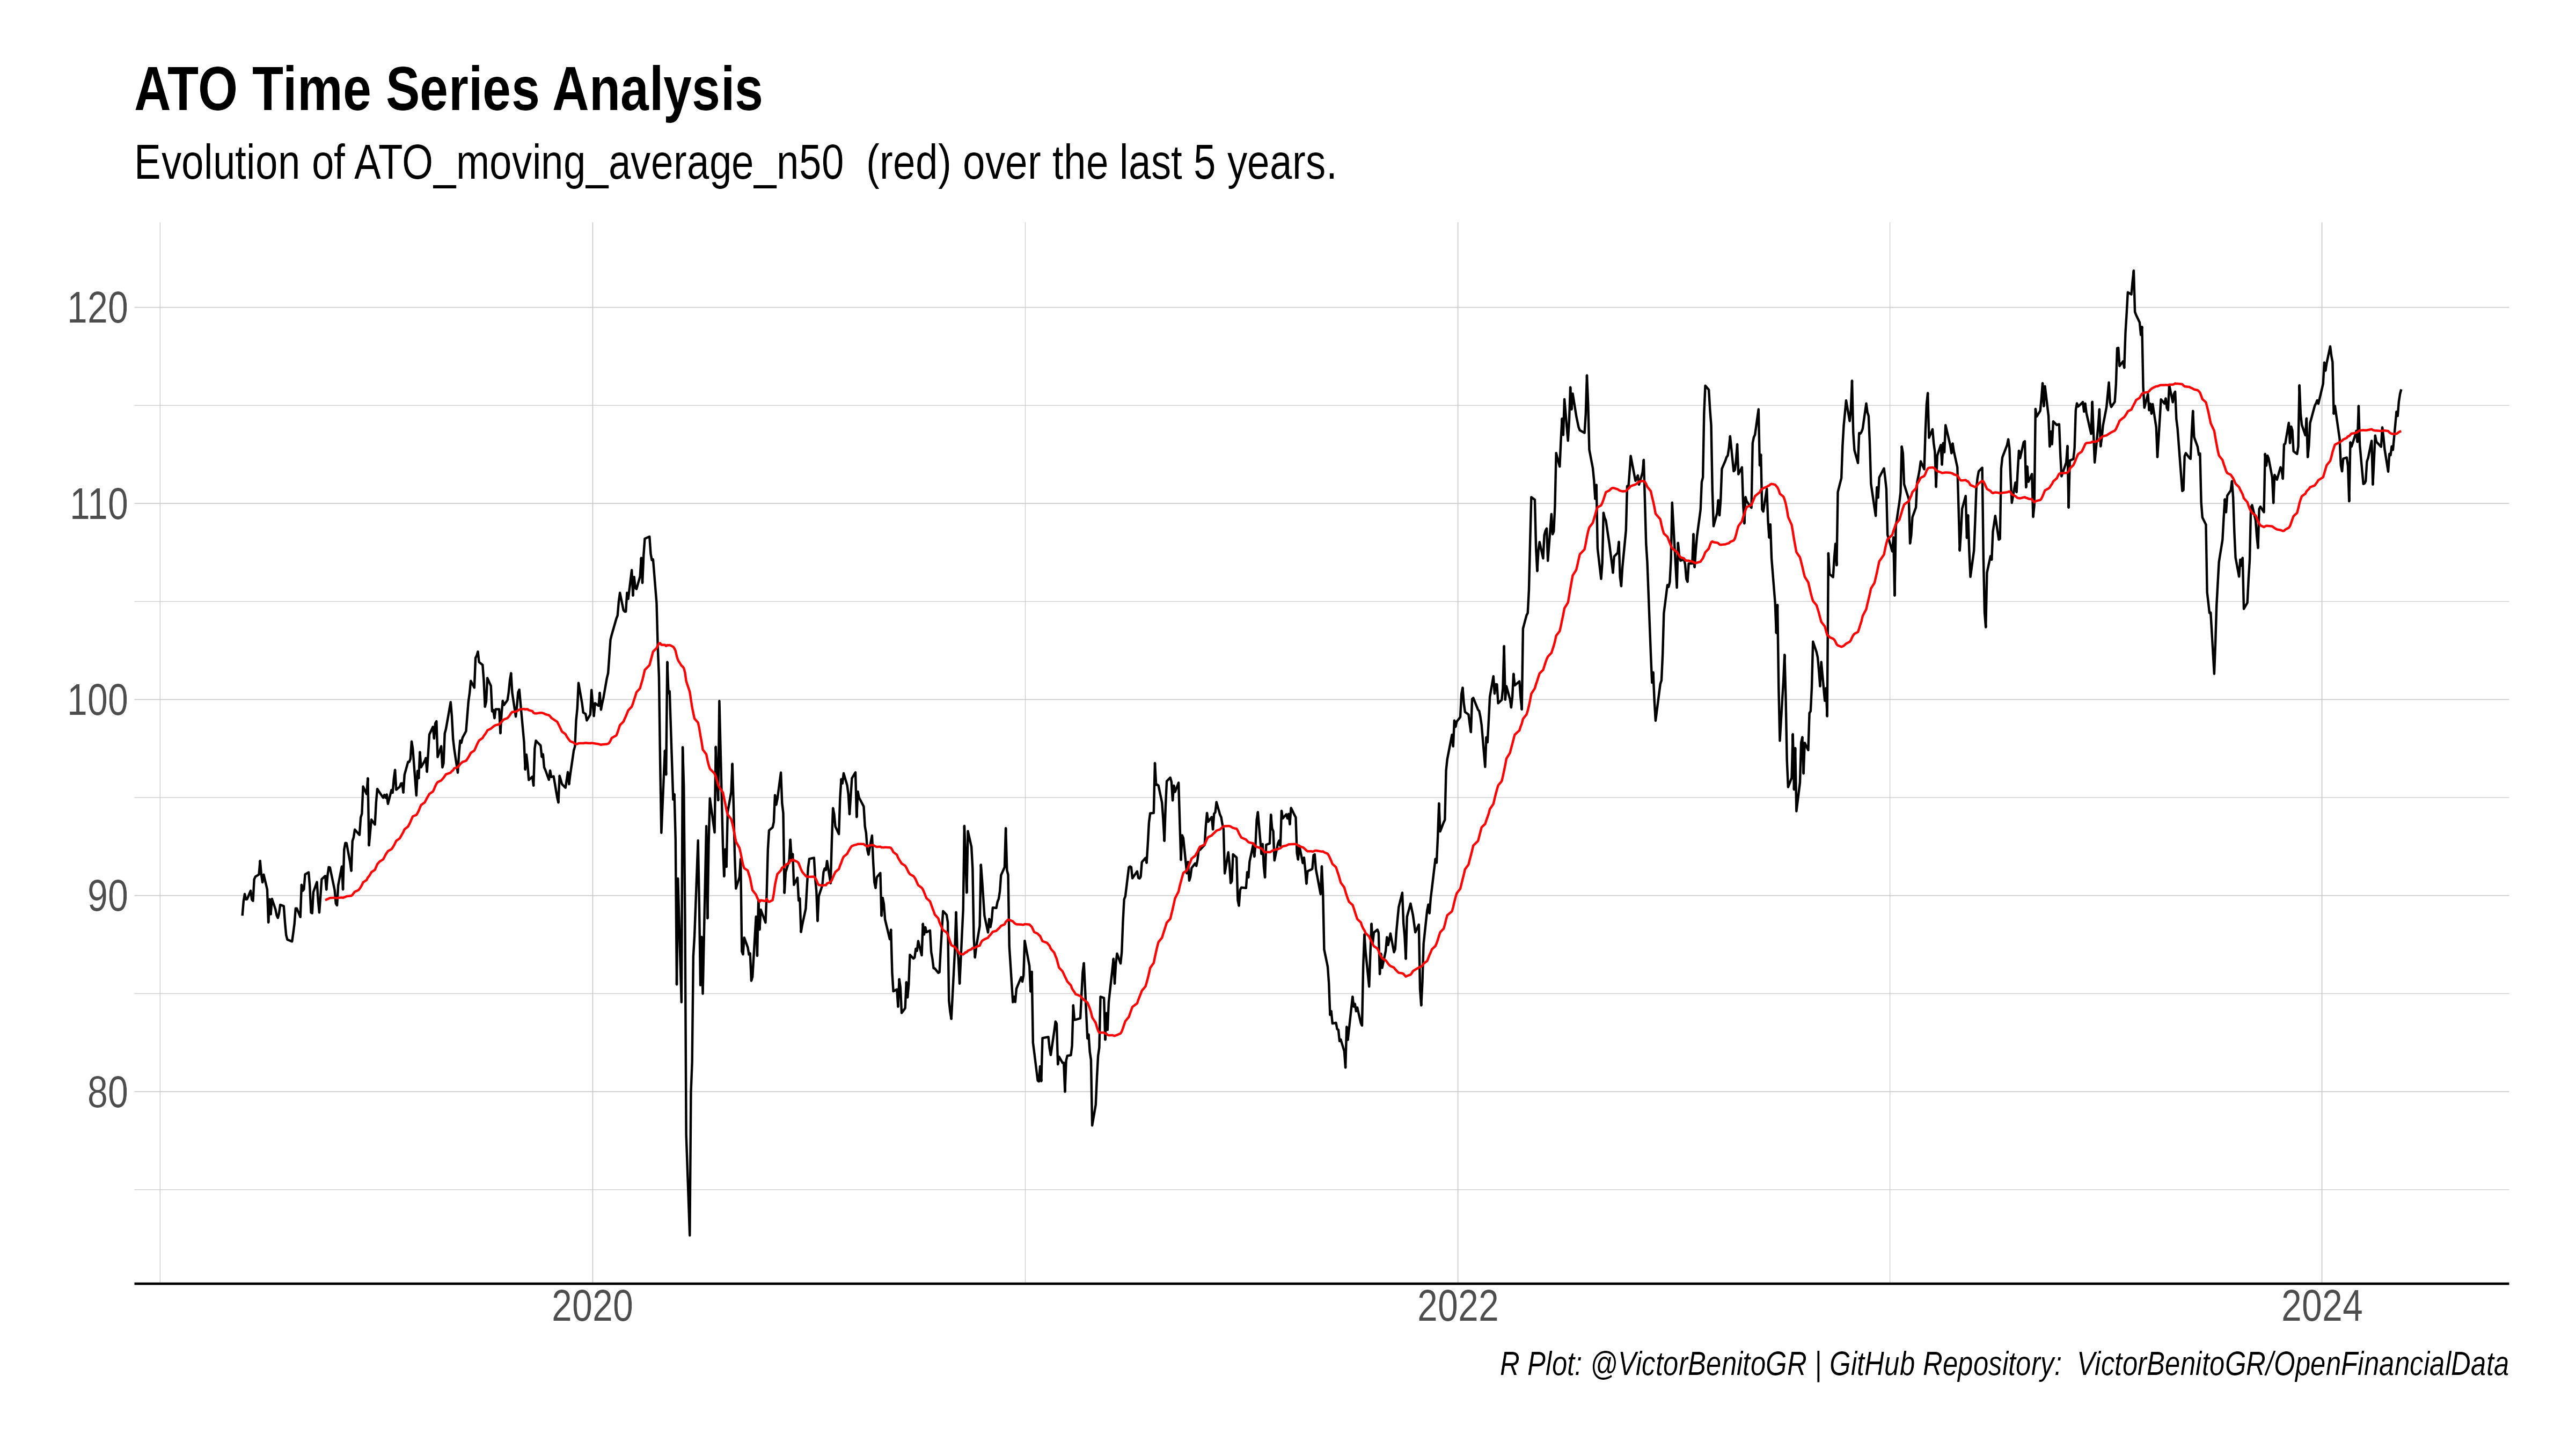 ATO Time Series Analysis
Evolution of ATO_moving_average_n50  (red) over the last 5 years.
120
110
100
90
80
2020 2022 2024
R Plot: @VictorBenitoGR | GitHub Repository:  VictorBenitoGR/OpenFinancialData